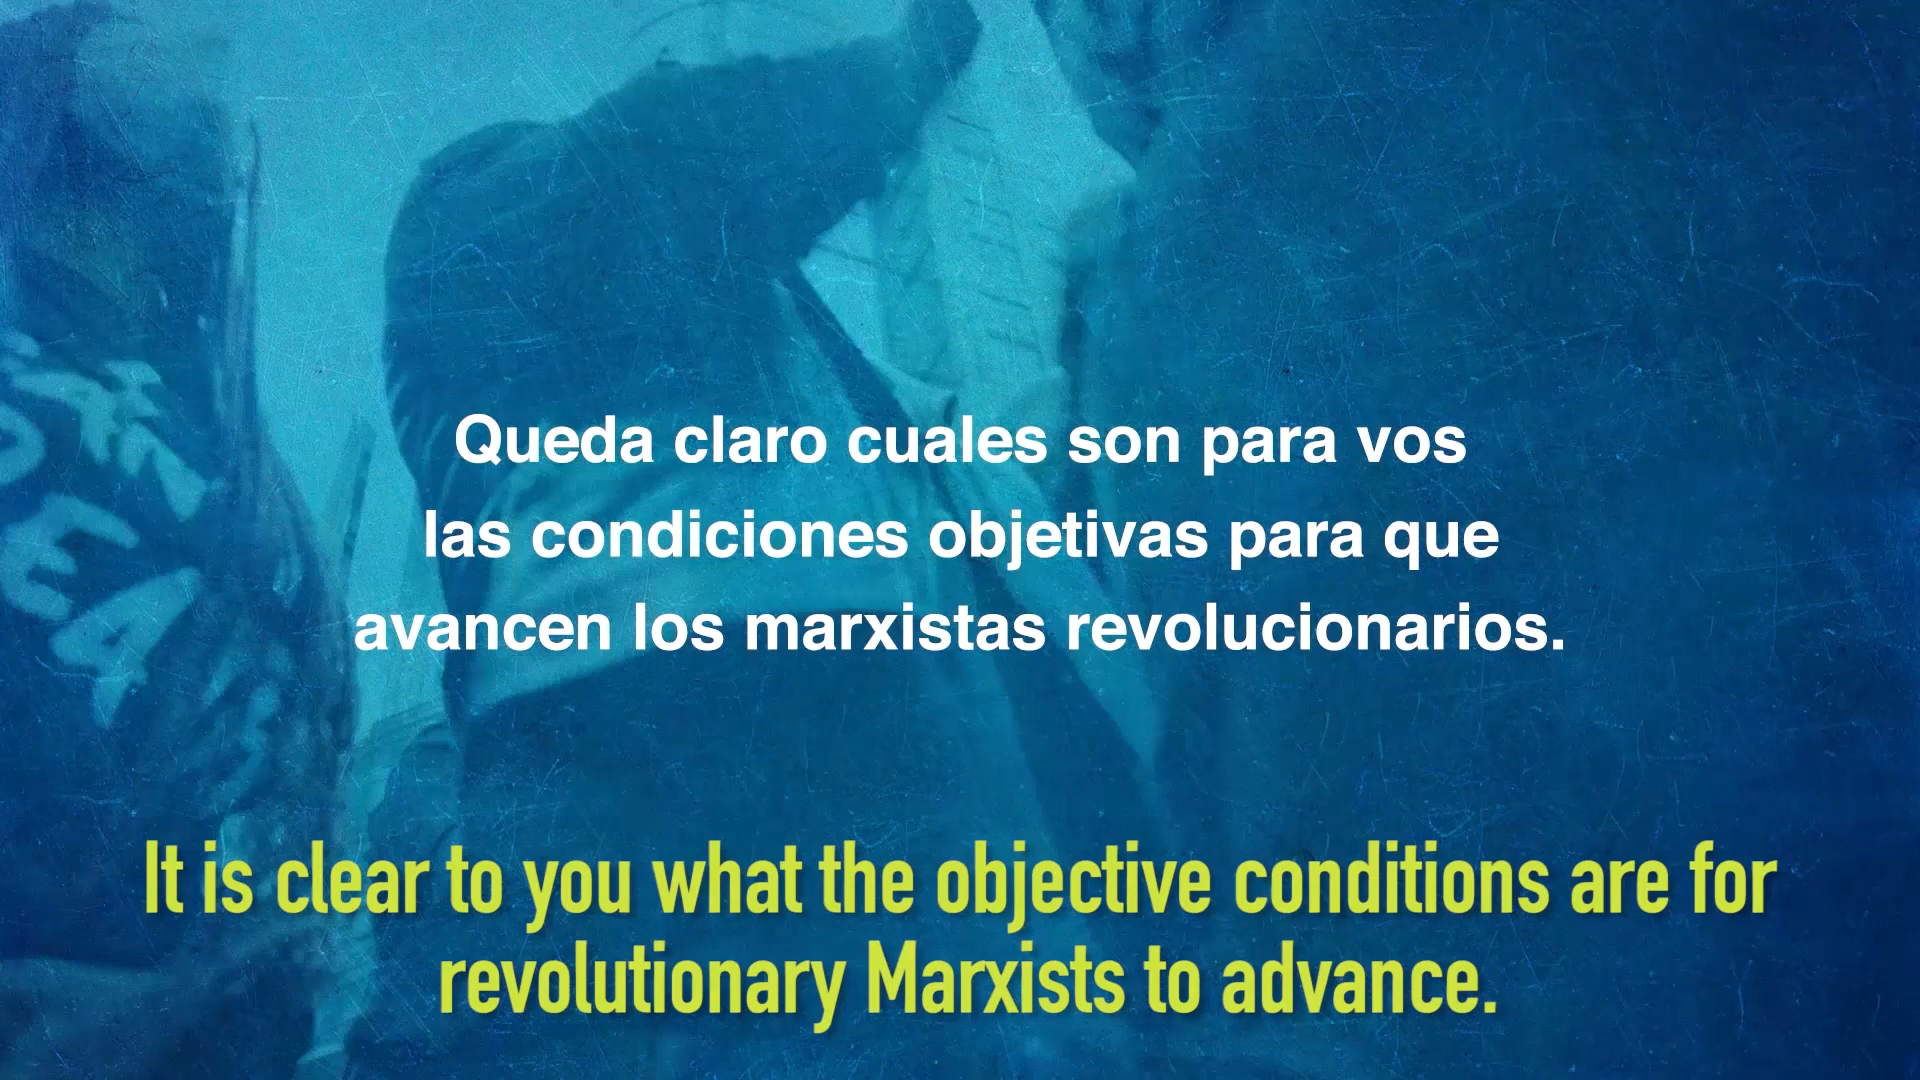 Queda claro cuales son para vos
las condiciones objetivas para que
avancen los marxistas revolucionarios.
It is clear to you what the objective conditions are for
revolutionary Marxists to advance.